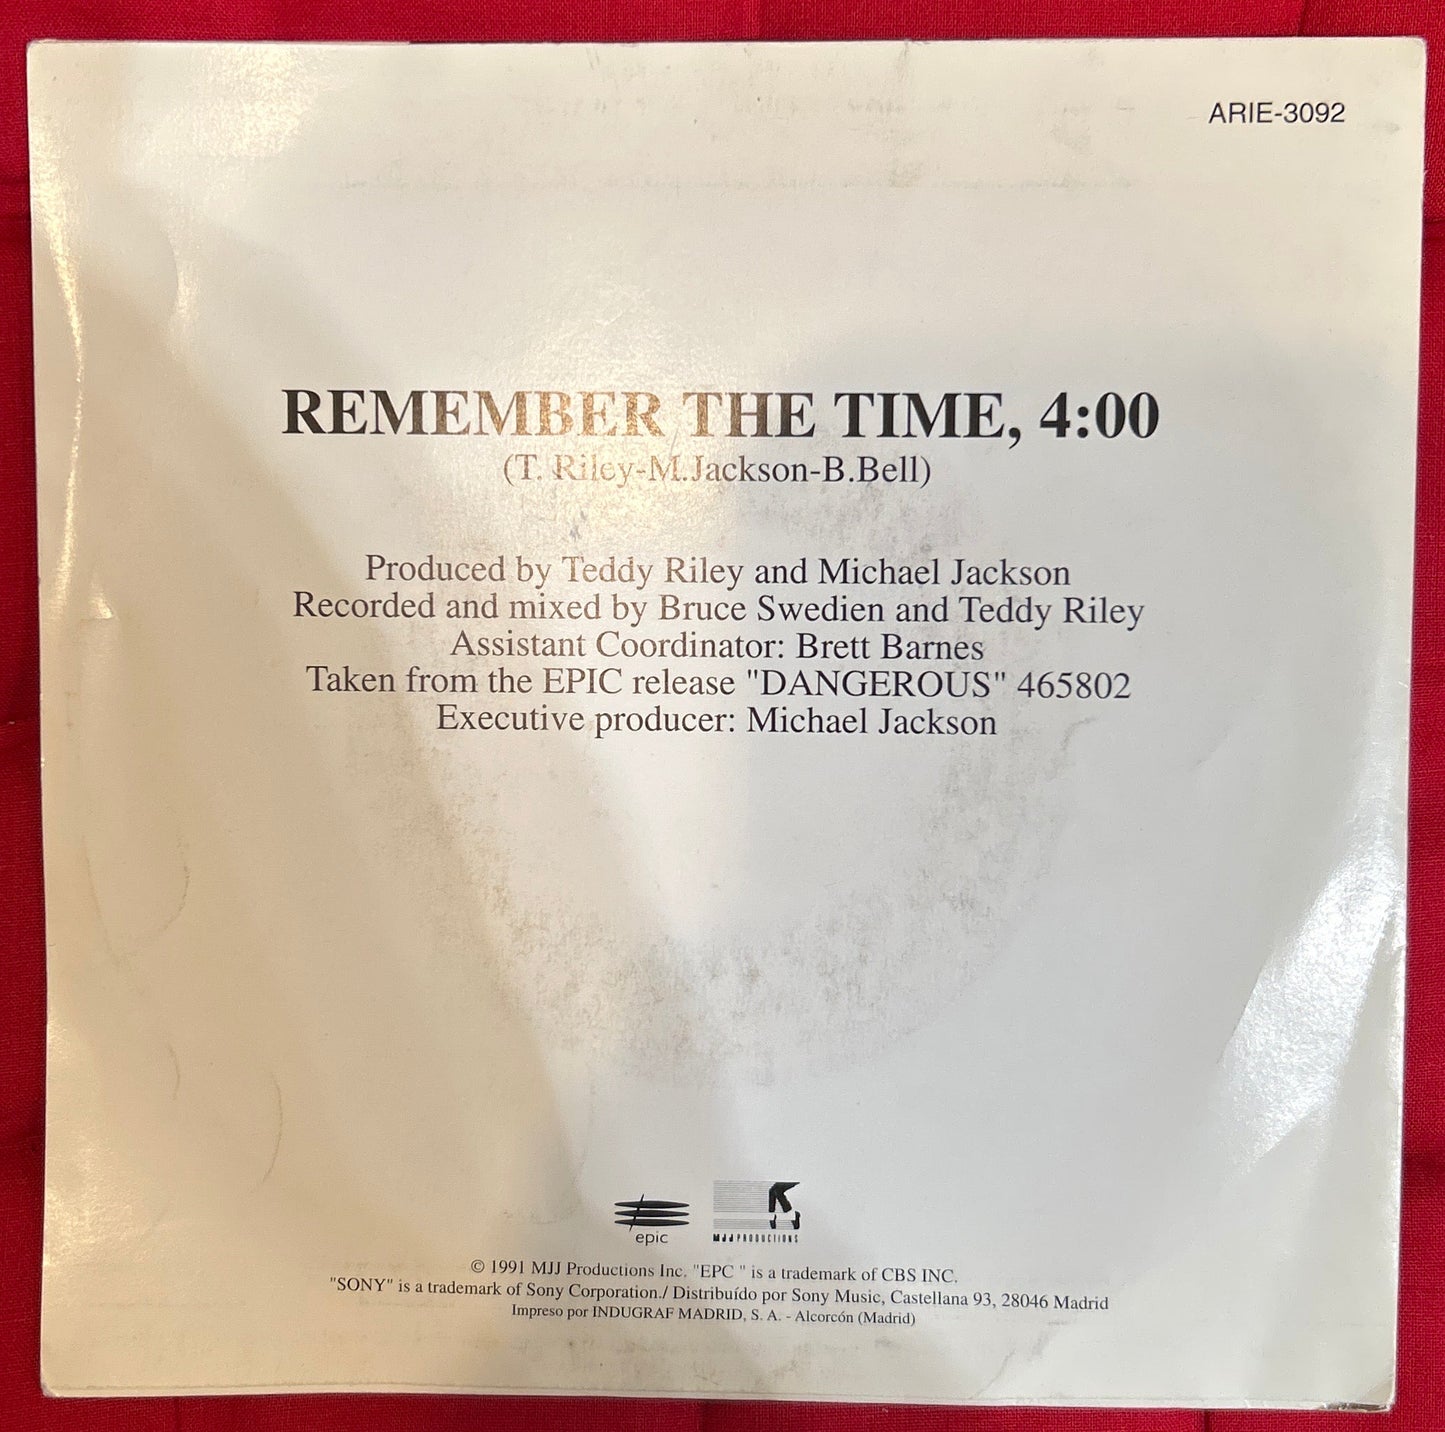 ARIE-3092
REMEMBER THE TIME, 4:00
(T. Riley-M.Jackson-B.Bell)
Produced by Teddy Riley and Michael Jackson
Recorded and mixed by Bruce Swedien and Teddy Riley
Assistant Coordinator: Brett Barnes
Taken from the EPIC release "DANGEROUS" 465802
Executive producer: Michael Jackson
epic
MJJ PRODUCTIONS
© 1991 MJJ Productions Inc. "EPC " is a trademark of CBS INC.
"SONY" is a trademark of Sony Corporation./ Distribuído por Sony Music, Castellana 93, 28046 Madrid
Impreso por INDUGRAF MADRID, S. A. - Alcorcón (Madrid)